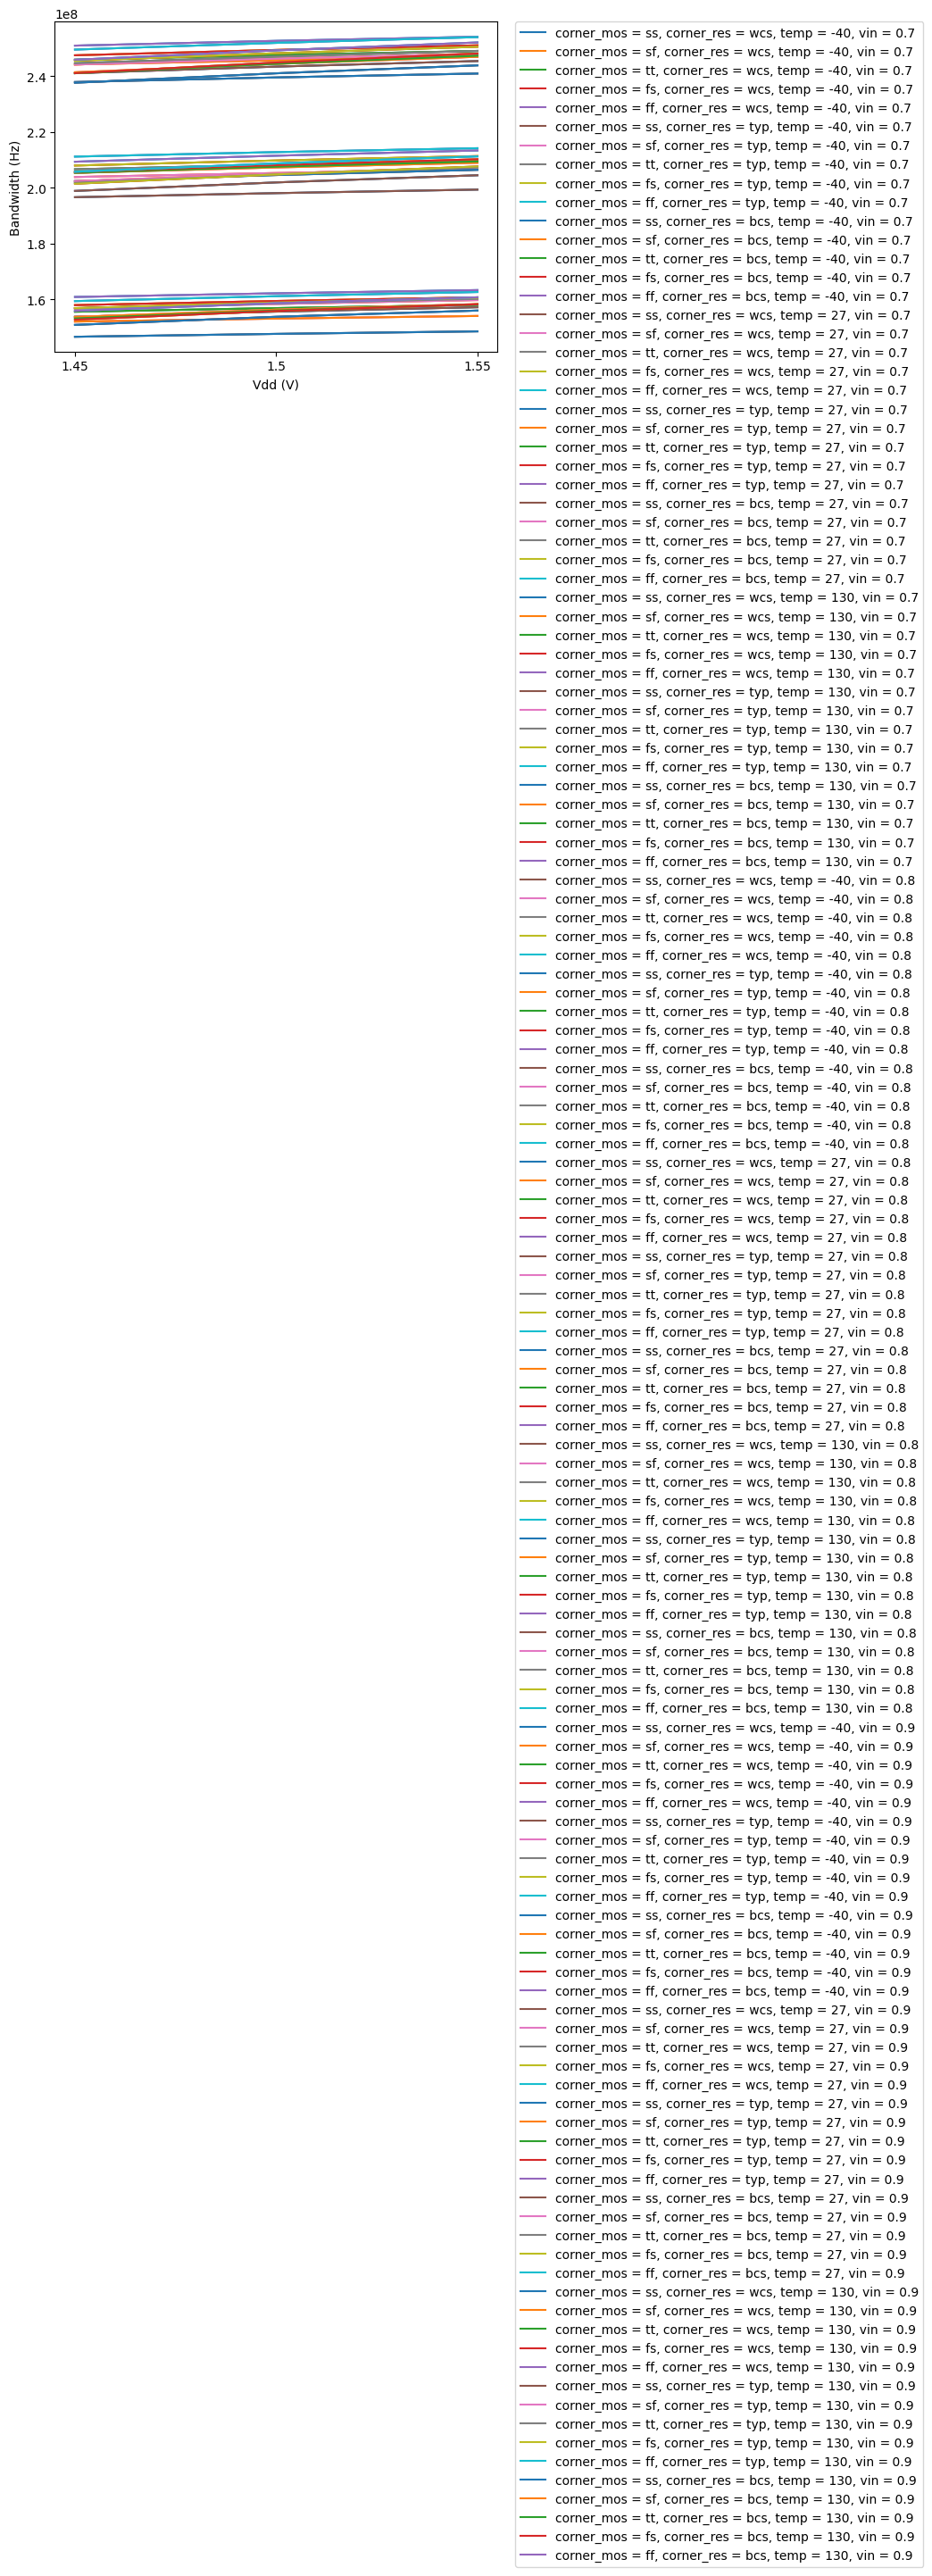 1e8
2.4
2.2
2.0
1.8
1.6
1.45
1.5
1.55
Vdd (V)
Bandwidth (Hz)
corner_mos = ss, corner_res = wcs, temp = -40, vin = 0.7
corner_mos = sf, corner_res = wcs, temp = -40, vin = 0.7
corner_mos = tt, corner_res = wcs, temp = -40, vin = 0.7
corner_mos = fs, corner_res = wcs, temp = -40, vin = 0.7
corner_mos = ff, corner_res = wcs, temp = -40, vin = 0.7
corner_mos = ss, corner_res = typ, temp = -40, vin = 0.7
corner_mos = sf, corner_res = typ, temp = -40, vin = 0.7
corner_mos = tt, corner_res = typ, temp = -40, vin = 0.7
corner_mos = fs, corner_res = typ, temp = -40, vin = 0.7
corner_mos = ff, corner_res = typ, temp = -40, vin = 0.7
corner_mos = ss, corner_res = bcs, temp = -40, vin = 0.7
corner_mos = sf, corner_res = bcs, temp = -40, vin = 0.7
corner_mos = tt, corner_res = bcs, temp = -40, vin = 0.7
corner_mos = fs, corner_res = bcs, temp = -40, vin = 0.7
corner_mos = ff, corner_res = bcs, temp = -40, vin = 0.7
corner_mos = ss, corner_res = wcs, temp = 27, vin = 0.7
corner_mos = sf, corner_res = wcs, temp = 27, vin = 0.7
corner_mos = tt, corner_res = wcs, temp = 27, vin = 0.7
corner_mos = fs, corner_res = wcs, temp = 27, vin = 0.7
corner_mos = ff, corner_res = wcs, temp = 27, vin = 0.7
corner_mos = ss, corner_res = typ, temp = 27, vin = 0.7
corner_mos = sf, corner_res = typ, temp = 27, vin = 0.7
corner_mos = tt, corner_res = typ, temp = 27, vin = 0.7
corner_mos = fs, corner_res = typ, temp = 27, vin = 0.7
corner_mos = ff, corner_res = typ, temp = 27, vin = 0.7
corner_mos = ss, corner_res = bcs, temp = 27, vin = 0.7
corner_mos = sf, corner_res = bcs, temp = 27, vin = 0.7
corner_mos = tt, corner_res = bcs, temp = 27, vin = 0.7
corner_mos = fs, corner_res = bcs, temp = 27, vin = 0.7
corner_mos = ff, corner_res = bcs, temp = 27, vin = 0.7
corner_mos = ss, corner_res = wcs, temp = 130, vin = 0.7
corner_mos = sf, corner_res = wcs, temp = 130, vin = 0.7
corner_mos = tt, corner_res = wcs, temp = 130, vin = 0.7
corner_mos = fs, corner_res = wcs, temp = 130, vin = 0.7
corner_mos = ff, corner_res = wcs, temp = 130, vin = 0.7
corner_mos = ss, corner_res = typ, temp = 130, vin = 0.7
corner_mos = sf, corner_res = typ, temp = 130, vin = 0.7
corner_mos = tt, corner_res = typ, temp = 130, vin = 0.7
corner_mos = fs, corner_res = typ, temp = 130, vin = 0.7
corner_mos = ff, corner_res = typ, temp = 130, vin = 0.7
corner_mos = ss, corner_res = bcs, temp = 130, vin = 0.7
corner_mos = sf, corner_res = bcs, temp = 130, vin = 0.7
corner_mos = tt, corner_res = bcs, temp = 130, vin = 0.7
corner_mos = fs, corner_res = bcs, temp = 130, vin = 0.7
corner_mos = ff, corner_res = bcs, temp = 130, vin = 0.7
corner_mos = ss, corner_res = wcs, temp = -40, vin = 0.8
corner_mos = sf, corner_res = wcs, temp = -40, vin = 0.8
corner_mos = tt, corner_res = wcs, temp = -40, vin = 0.8
corner_mos = fs, corner_res = wcs, temp = -40, vin = 0.8
corner_mos = ff, corner_res = wcs, temp = -40, vin = 0.8
corner_mos = ss, corner_res = typ, temp = -40, vin = 0.8
corner_mos = sf, corner_res = typ, temp = -40, vin = 0.8
corner_mos = tt, corner_res = typ, temp = -40, vin = 0.8
corner_mos = fs, corner_res = typ, temp = -40, vin = 0.8
corner_mos = ff, corner_res = typ, temp = -40, vin = 0.8
corner_mos = ss, corner_res = bcs, temp = -40, vin = 0.8
corner_mos = sf, corner_res = bcs, temp = -40, vin = 0.8
corner_mos = tt, corner_res = bcs, temp = -40, vin = 0.8
corner_mos = fs, corner_res = bcs, temp = -40, vin = 0.8
corner_mos = ff, corner_res = bcs, temp = -40, vin = 0.8
corner_mos = ss, corner_res = wcs, temp = 27, vin = 0.8
corner_mos = sf, corner_res = wcs, temp = 27, vin = 0.8
corner_mos = tt, corner_res = wcs, temp = 27, vin = 0.8
corner_mos = fs, corner_res = wcs, temp = 27, vin = 0.8
corner_mos = ff, corner_res = wcs, temp = 27, vin = 0.8
corner_mos = ss, corner_res = typ, temp = 27, vin = 0.8
corner_mos = sf, corner_res = typ, temp = 27, vin = 0.8
corner_mos = tt, corner_res = typ, temp = 27, vin = 0.8
corner_mos = fs, corner_res = typ, temp = 27, vin = 0.8
corner_mos = ff, corner_res = typ, temp = 27, vin = 0.8
corner_mos = ss, corner_res = bcs, temp = 27, vin = 0.8
corner_mos = sf, corner_res = bcs, temp = 27, vin = 0.8
corner_mos = tt, corner_res = bcs, temp = 27, vin = 0.8
corner_mos = fs, corner_res = bcs, temp = 27, vin = 0.8
corner_mos = ff, corner_res = bcs, temp = 27, vin = 0.8
corner_mos = ss, corner_res = wcs, temp = 130, vin = 0.8
corner_mos = sf, corner_res = wcs, temp = 130, vin = 0.8
corner_mos = tt, corner_res = wcs, temp = 130, vin = 0.8
corner_mos = fs, corner_res = wcs, temp = 130, vin = 0.8
corner_mos = ff, corner_res = wcs, temp = 130, vin = 0.8
corner_mos = ss, corner_res = typ, temp = 130, vin = 0.8
corner_mos = sf, corner_res = typ, temp = 130, vin = 0.8
corner_mos = tt, corner_res = typ, temp = 130, vin = 0.8
corner_mos = fs, corner_res = typ, temp = 130, vin = 0.8
corner_mos = ff, corner_res = typ, temp = 130, vin = 0.8
corner_mos = ss, corner_res = bcs, temp = 130, vin = 0.8
corner_mos = sf, corner_res = bcs, temp = 130, vin = 0.8
corner_mos = tt, corner_res = bcs, temp = 130, vin = 0.8
corner_mos = fs, corner_res = bcs, temp = 130, vin = 0.8
corner_mos = ff, corner_res = bcs, temp = 130, vin = 0.8
corner_mos = ss, corner_res = wcs, temp = -40, vin = 0.9
corner_mos = sf, corner_res = wcs, temp = -40, vin = 0.9
corner_mos = tt, corner_res = wcs, temp = -40, vin = 0.9
corner_mos = fs, corner_res = wcs, temp = -40, vin = 0.9
corner_mos = ff, corner_res = wcs, temp = -40, vin = 0.9
corner_mos = ss, corner_res = typ, temp = -40, vin = 0.9
corner_mos = sf, corner_res = typ, temp = -40, vin = 0.9
corner_mos = tt, corner_res = typ, temp = -40, vin = 0.9
corner_mos = fs, corner_res = typ, temp = -40, vin = 0.9
corner_mos = ff, corner_res = typ, temp = -40, vin = 0.9
corner_mos = ss, corner_res = bcs, temp = -40, vin = 0.9
corner_mos = sf, corner_res = bcs, temp = -40, vin = 0.9
corner_mos = tt, corner_res = bcs, temp = -40, vin = 0.9
corner_mos = fs, corner_res = bcs, temp = -40, vin = 0.9
corner_mos = ff, corner_res = bcs, temp = -40, vin = 0.9
corner_mos = ss, corner_res = wcs, temp = 27, vin = 0.9
corner_mos = sf, corner_res = wcs, temp = 27, vin = 0.9
corner_mos = tt, corner_res = wcs, temp = 27, vin = 0.9
corner_mos = fs, corner_res = wcs, temp = 27, vin = 0.9
corner_mos = ff, corner_res = wcs, temp = 27, vin = 0.9
corner_mos = ss, corner_res = typ, temp = 27, vin = 0.9
corner_mos = sf, corner_res = typ, temp = 27, vin = 0.9
corner_mos = tt, corner_res = typ, temp = 27, vin = 0.9
corner_mos = fs, corner_res = typ, temp = 27, vin = 0.9
corner_mos = ff, corner_res = typ, temp = 27, vin = 0.9
corner_mos = ss, corner_res = bcs, temp = 27, vin = 0.9
corner_mos = sf, corner_res = bcs, temp = 27, vin = 0.9
corner_mos = tt, corner_res = bcs, temp = 27, vin = 0.9
corner_mos = fs, corner_res = bcs, temp = 27, vin = 0.9
corner_mos = ff, corner_res = bcs, temp = 27, vin = 0.9
corner_mos = ss, corner_res = wcs, temp = 130, vin = 0.9
corner_mos = sf, corner_res = wcs, temp = 130, vin = 0.9
corner_mos = tt, corner_res = wcs, temp = 130, vin = 0.9
corner_mos = fs, corner_res = wcs, temp = 130, vin = 0.9
corner_mos = ff, corner_res = wcs, temp = 130, vin = 0.9
corner_mos = ss, corner_res = typ, temp = 130, vin = 0.9
corner_mos = sf, corner_res = typ, temp = 130, vin = 0.9
corner_mos = tt, corner_res = typ, temp = 130, vin = 0.9
corner_mos = fs, corner_res = typ, temp = 130, vin = 0.9
corner_mos = ff, corner_res = typ, temp = 130, vin = 0.9
corner_mos = ss, corner_res = bcs, temp = 130, vin = 0.9
corner_mos = sf, corner_res = bcs, temp = 130, vin = 0.9
corner_mos = tt, corner_res = bcs, temp = 130, vin = 0.9
corner_mos = fs, corner_res = bcs, temp = 130, vin = 0.9
corner_mos = ff, corner_res = bcs, temp = 130, vin = 0.9